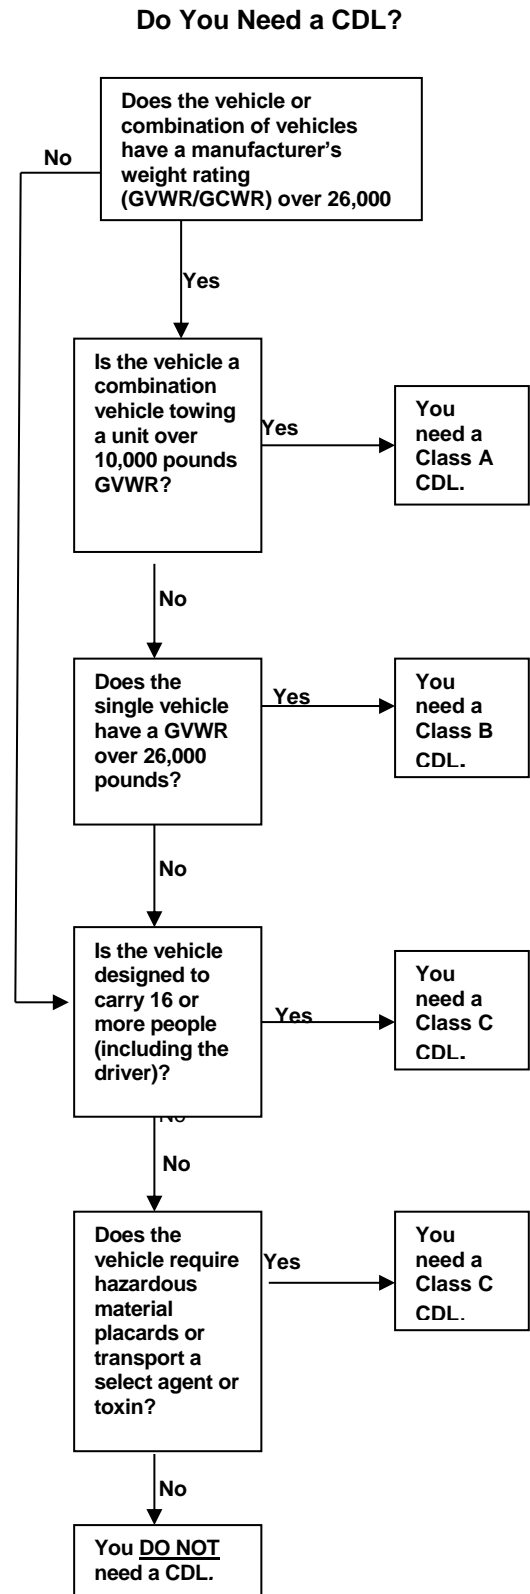 Do You Need a CDL?
Does the vehicle or
combination of vehicles
have a manufacturer’s
weight rating
(GVWR/GCWR) over 26,000
No
Yes
Is the vehicle a
combination
vehicle towing
a unit over
10,000 pounds
GVWR?
Yes
You
need a
Class A
CDL.
No
Does the
single vehicle
have a GVWR
over 26,000
pounds?
Yes
You
need a
Class B
CDL.
No
Is the vehicle
designed to
carry 16 or
more people
(including the
driver)?
Yes
You
need a
Class C
CDL.
No
No
Does the
vehicle require
hazardous
material
placards or
transport a
select agent or
toxin?
Yes
You
need a
Class C
CDL.
No
You DO NOT
need a CDL.